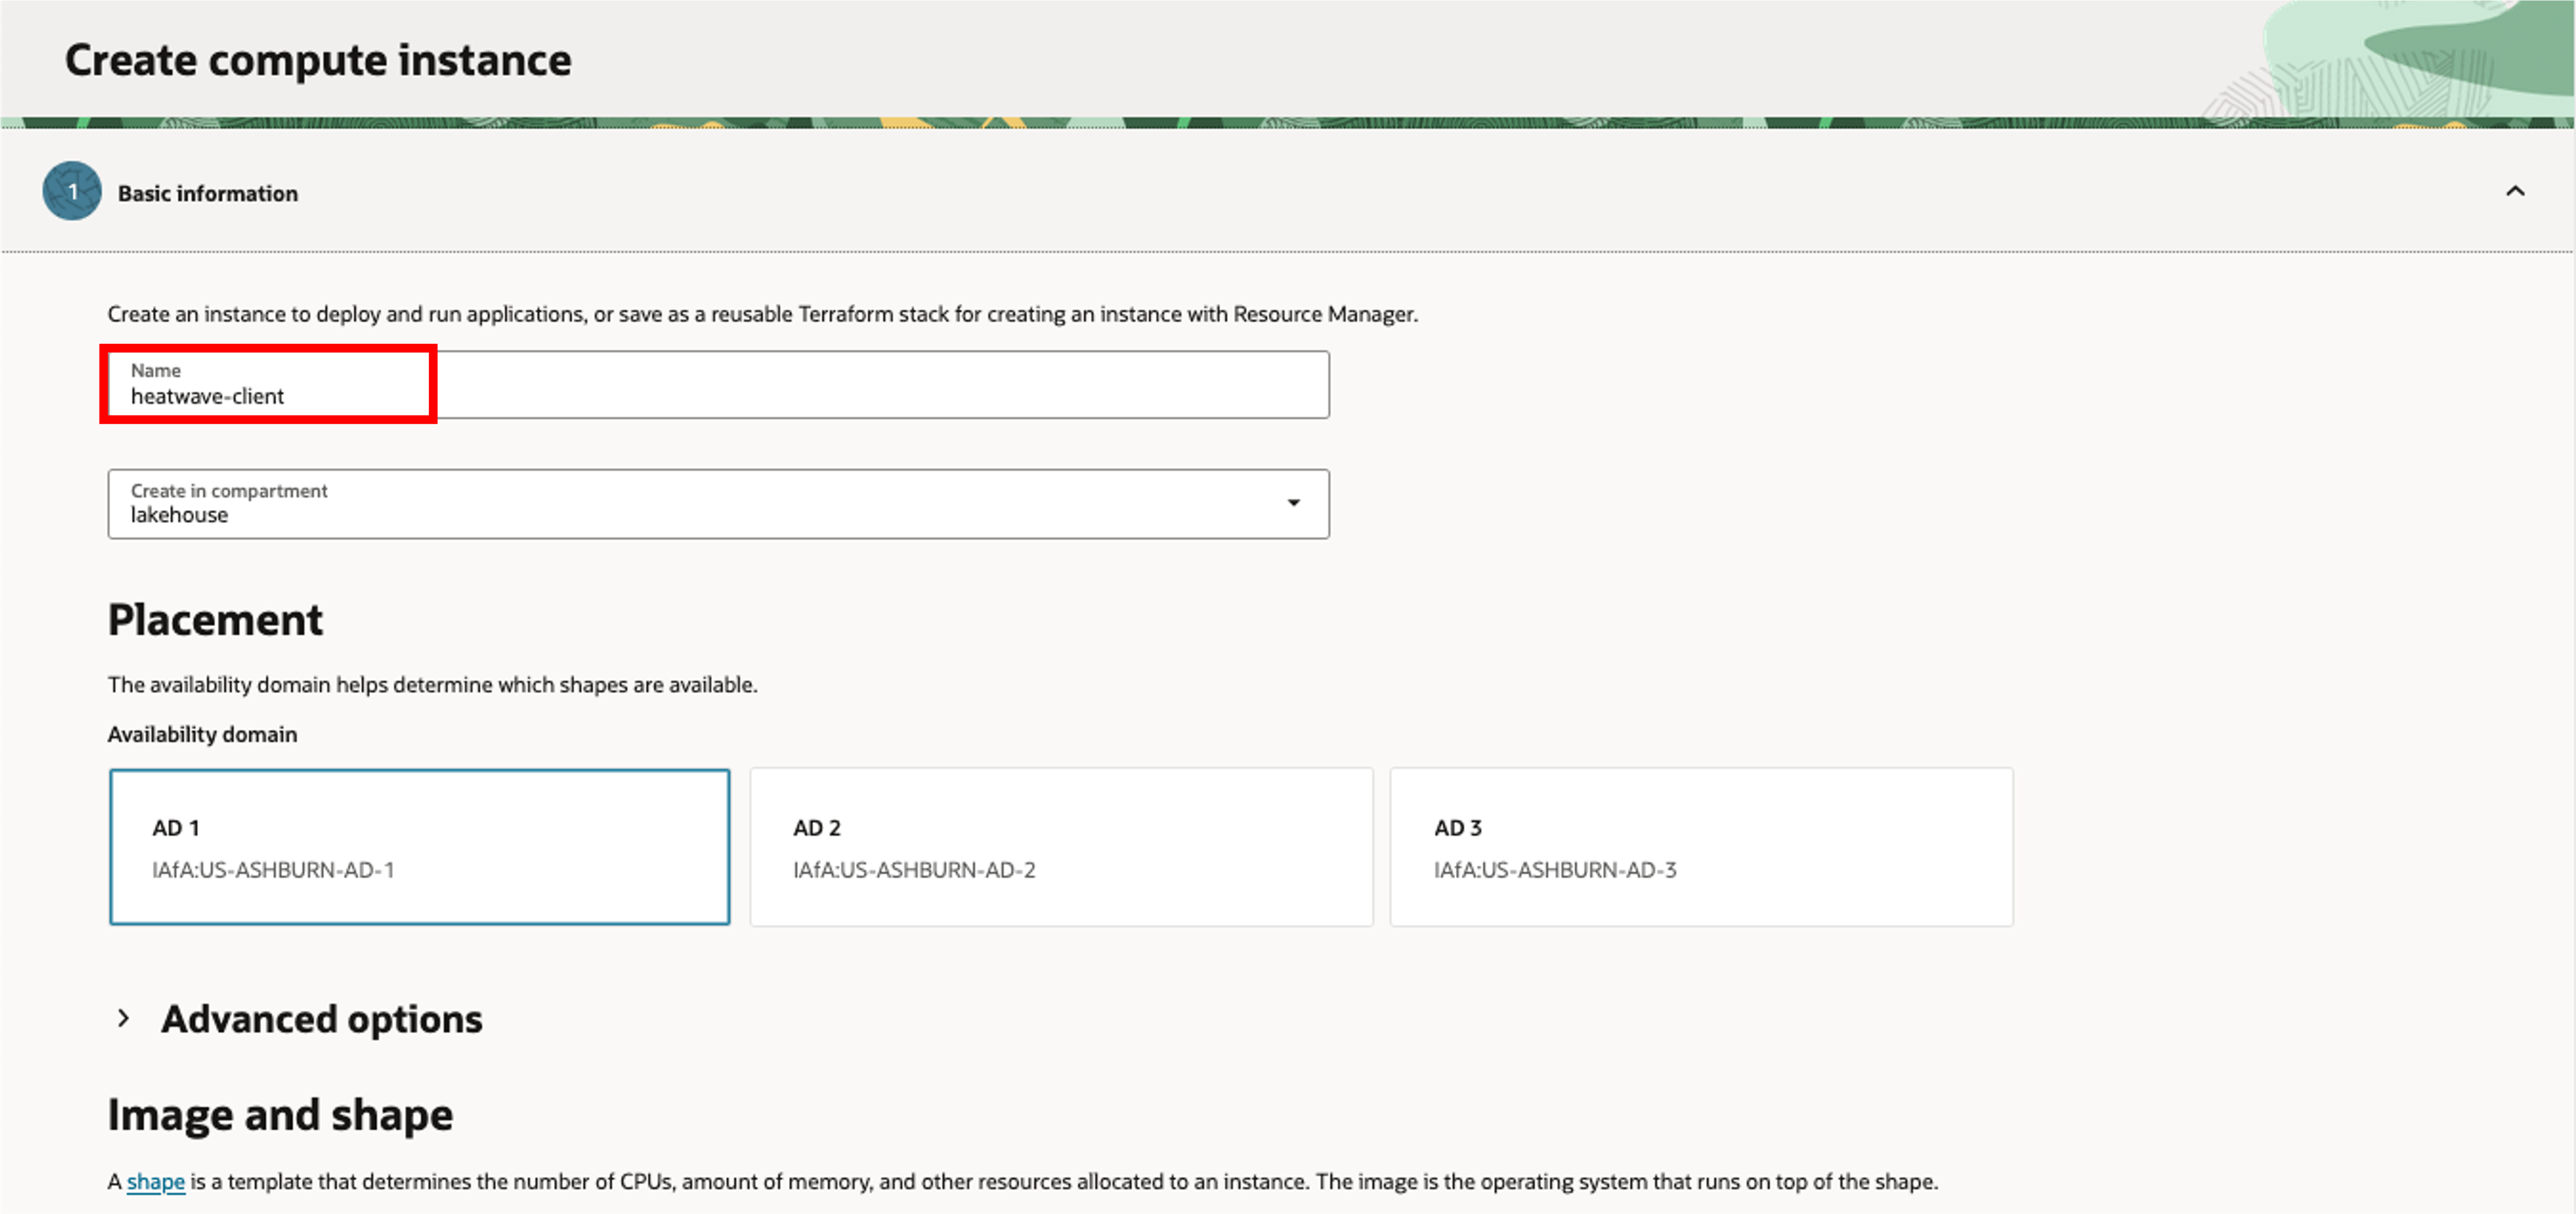 Create compute instance
1 Basic information
Create an instance to deploy and run applications, or save as a reusable Terraform stack for creating an instance with Resource Manager.
Name
heatwave-client
Create in compartment
lakehouse
Placement
The availability domain helps determine which shapes are available.
Availability domain
AD 1
IAfA:US-ASHBURN-AD-1
AD 2
IAfA:US-ASHBURN-AD-2
AD 3
IAfA:US-ASHBURN-AD-3
Advanced options
Image and shape
A shape is a template that determines the number of CPUs, amount of memory, and other resources allocated to an instance. The image is the operating system that runs on top of the shape.